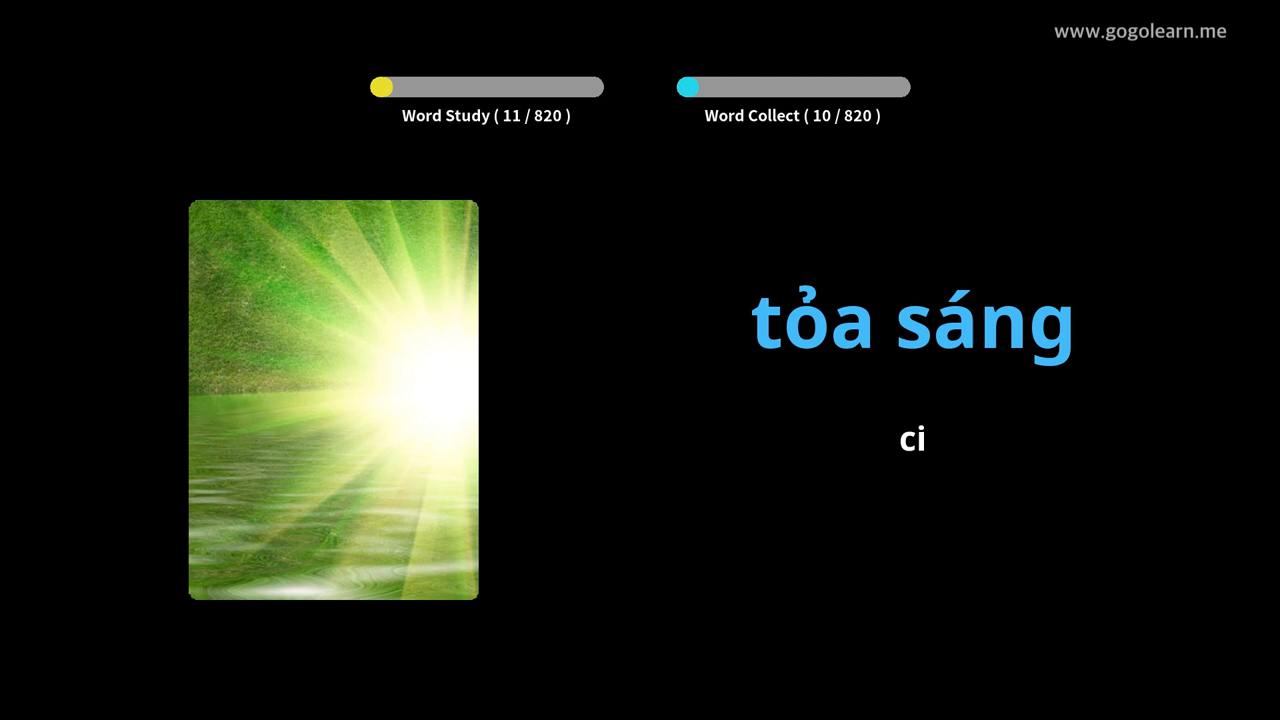 www.gogolearn.me
Word Study ( 11 / 820 )
Word Collect ( 10 / 820 )
tỏa sáng
ci